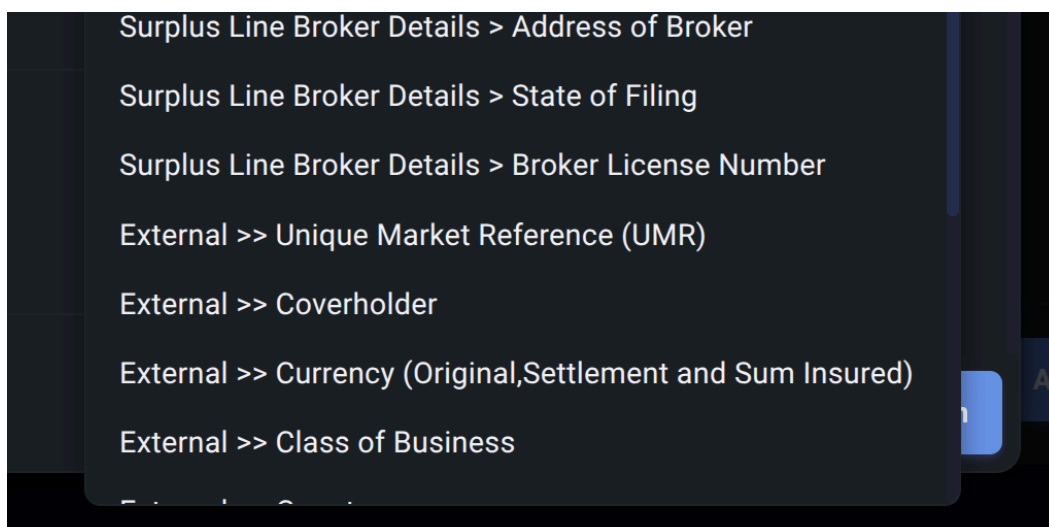 Surplus Line Broker Details > Address of Broker
Surplus Line Broker Details > State of Filing
Surplus Line Broker Details > Broker License Number
External >> Unique Market Reference (UMR)
External >> Coverholder
External >> Currency (Original,Settlement and Sum Insured)
External >> Class of Business